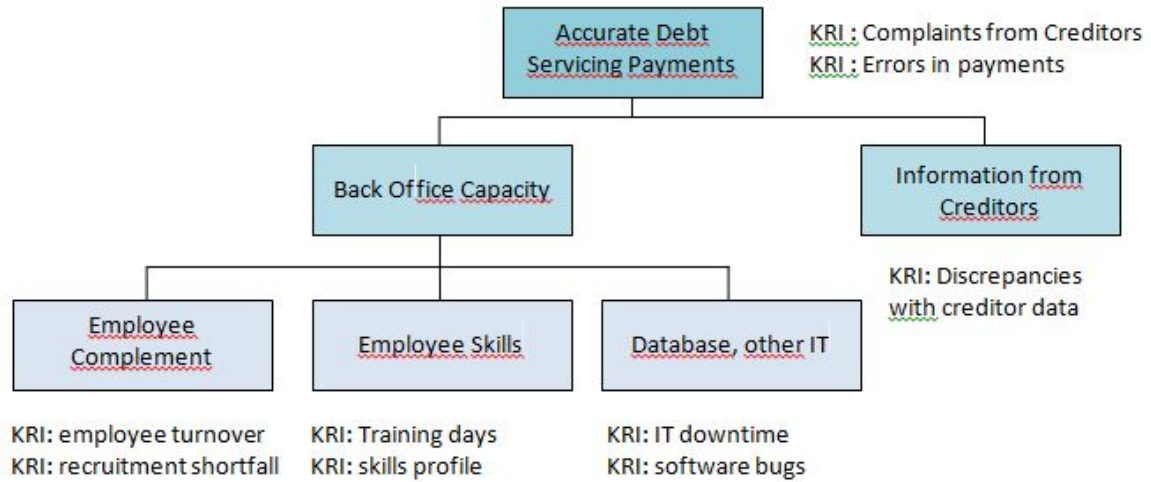 Accurate Debt
Servicing Payments
KRI : Complaints from Creditors
KRI : Errors in payments
Back Office Capacity
Information from
Creditors
KRI: Discrepancies
with creditor data
Employee
Complement
Employee Skills
Database, other IT
KRI: employee turnover
KRI: recruitment shortfall
KRI: Training days
KRI: skills profile
KRI: IT downtime
KRI: software bugs